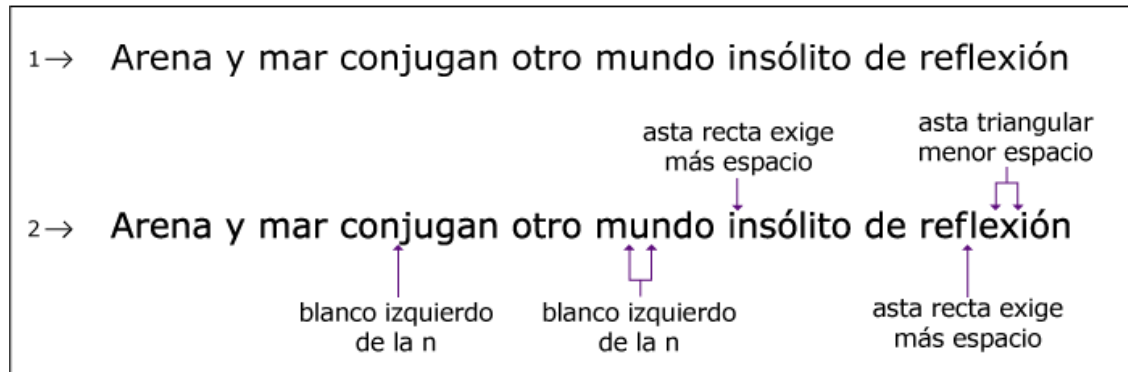 1→ Arena y mar conjugan otro mundo insólito de reflexión
asta recta exige
más espacio
asta triangular
menor espacio
2→ Arena y mar conjugan otro mundo insólito de reflexión
blanco izquierdo
de la n
blanco izquierdo
de la n
asta recta exige
más espacio